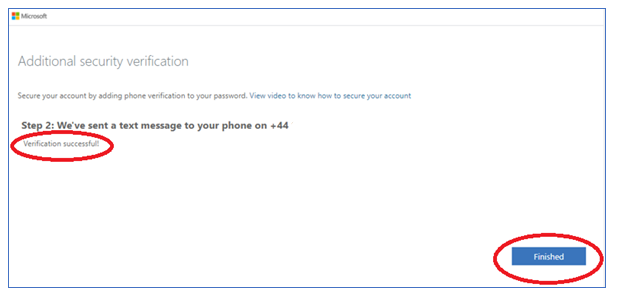 Microsoft
Additional security verification
Secure your account by adding phone verification to your password. View video to know how to secure your account
Step 2: We've sent a text message to your phone on +44
Verification successful!
Finished